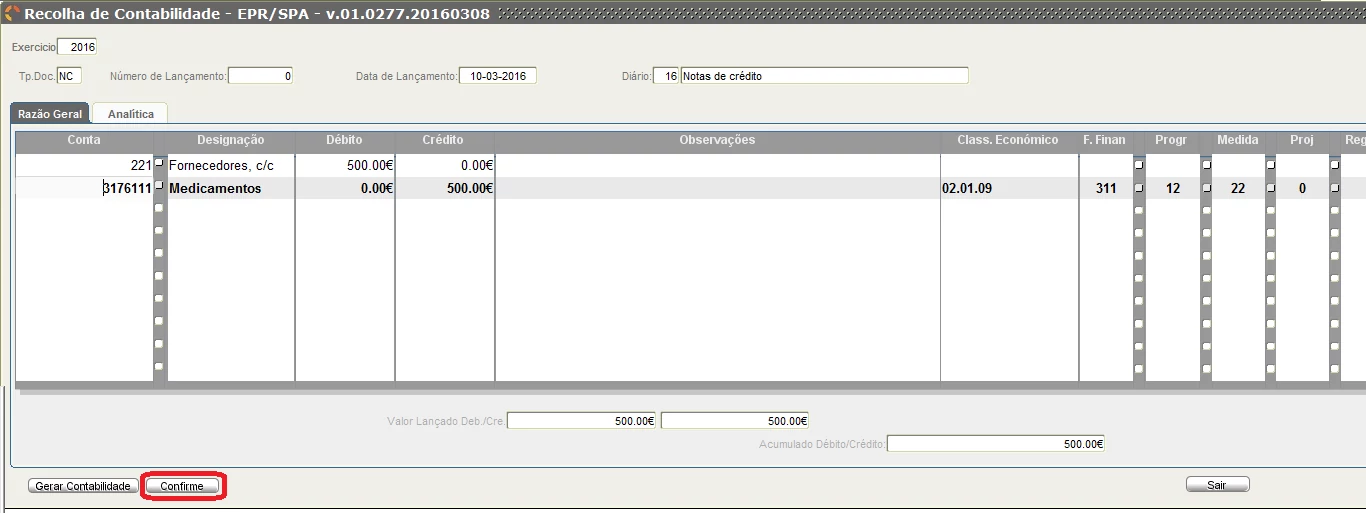 Recolha de Contabilidade - EPR/SPA - v.01.0277.20160308
Exercicio 2016
Tp.Doc. NC Número de Lançamento: 0 Data de Lançamento: 10-03-2016 Diário: 16 Notas de crédito
Razão Geral Analítica
Conta Designação Débito Crédito Observações Class. Económico F. Finan Progr Medida Proj Reg
221 Fornecedores, c/c 500.00€ 0.00€
3176111 Medicamentos 0.00€ 500.00€ 02.01.09 311 12 22 0
Valor Lançado Deb./Cre. 500.00€ 500.00€
Acumulado Débito/Crédito: 500.00€
Gerar Contabilidade Confirme Sair